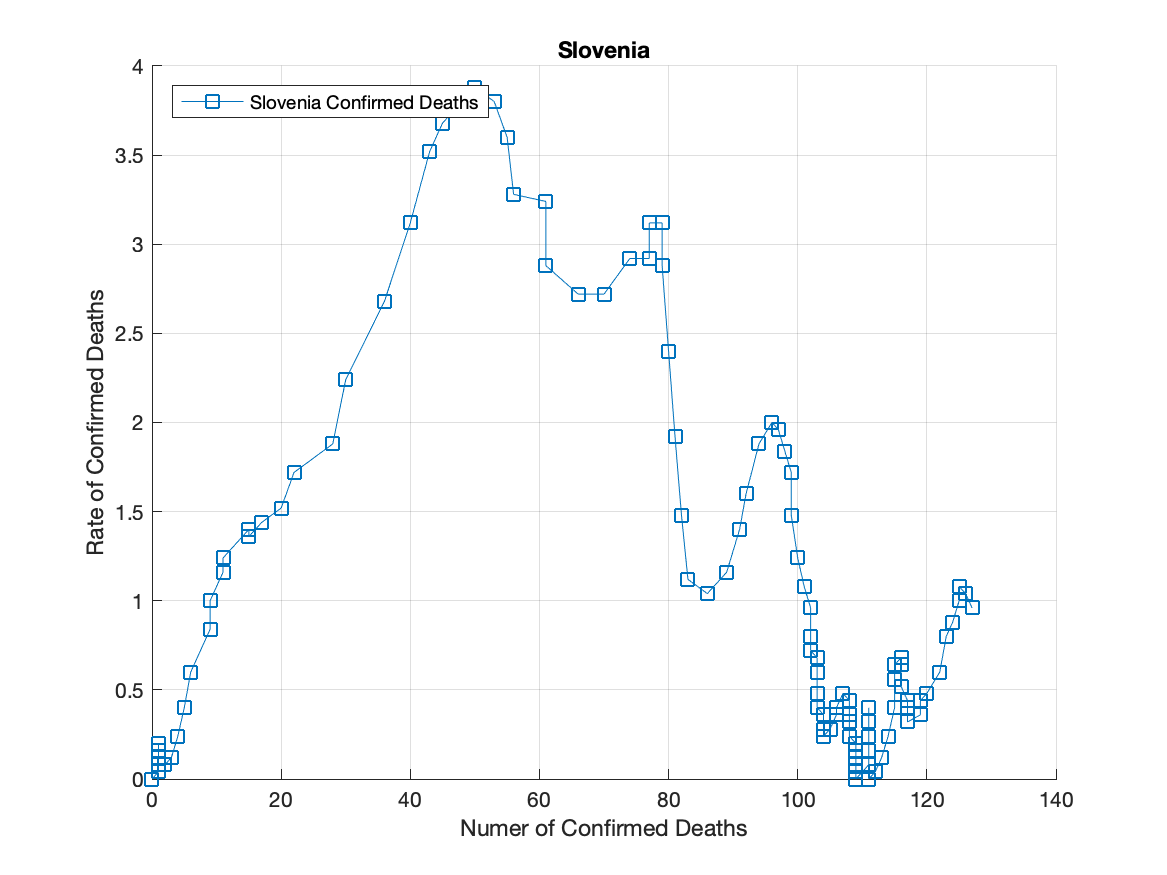 Slovenia
Slovenia Confirmed Deaths
4
3.5
3
2.5
2
1.5
1
0.5
0
Rate of Confirmed Deaths
0 20 40 60 80 100 120 140
Numer of Confirmed Deaths